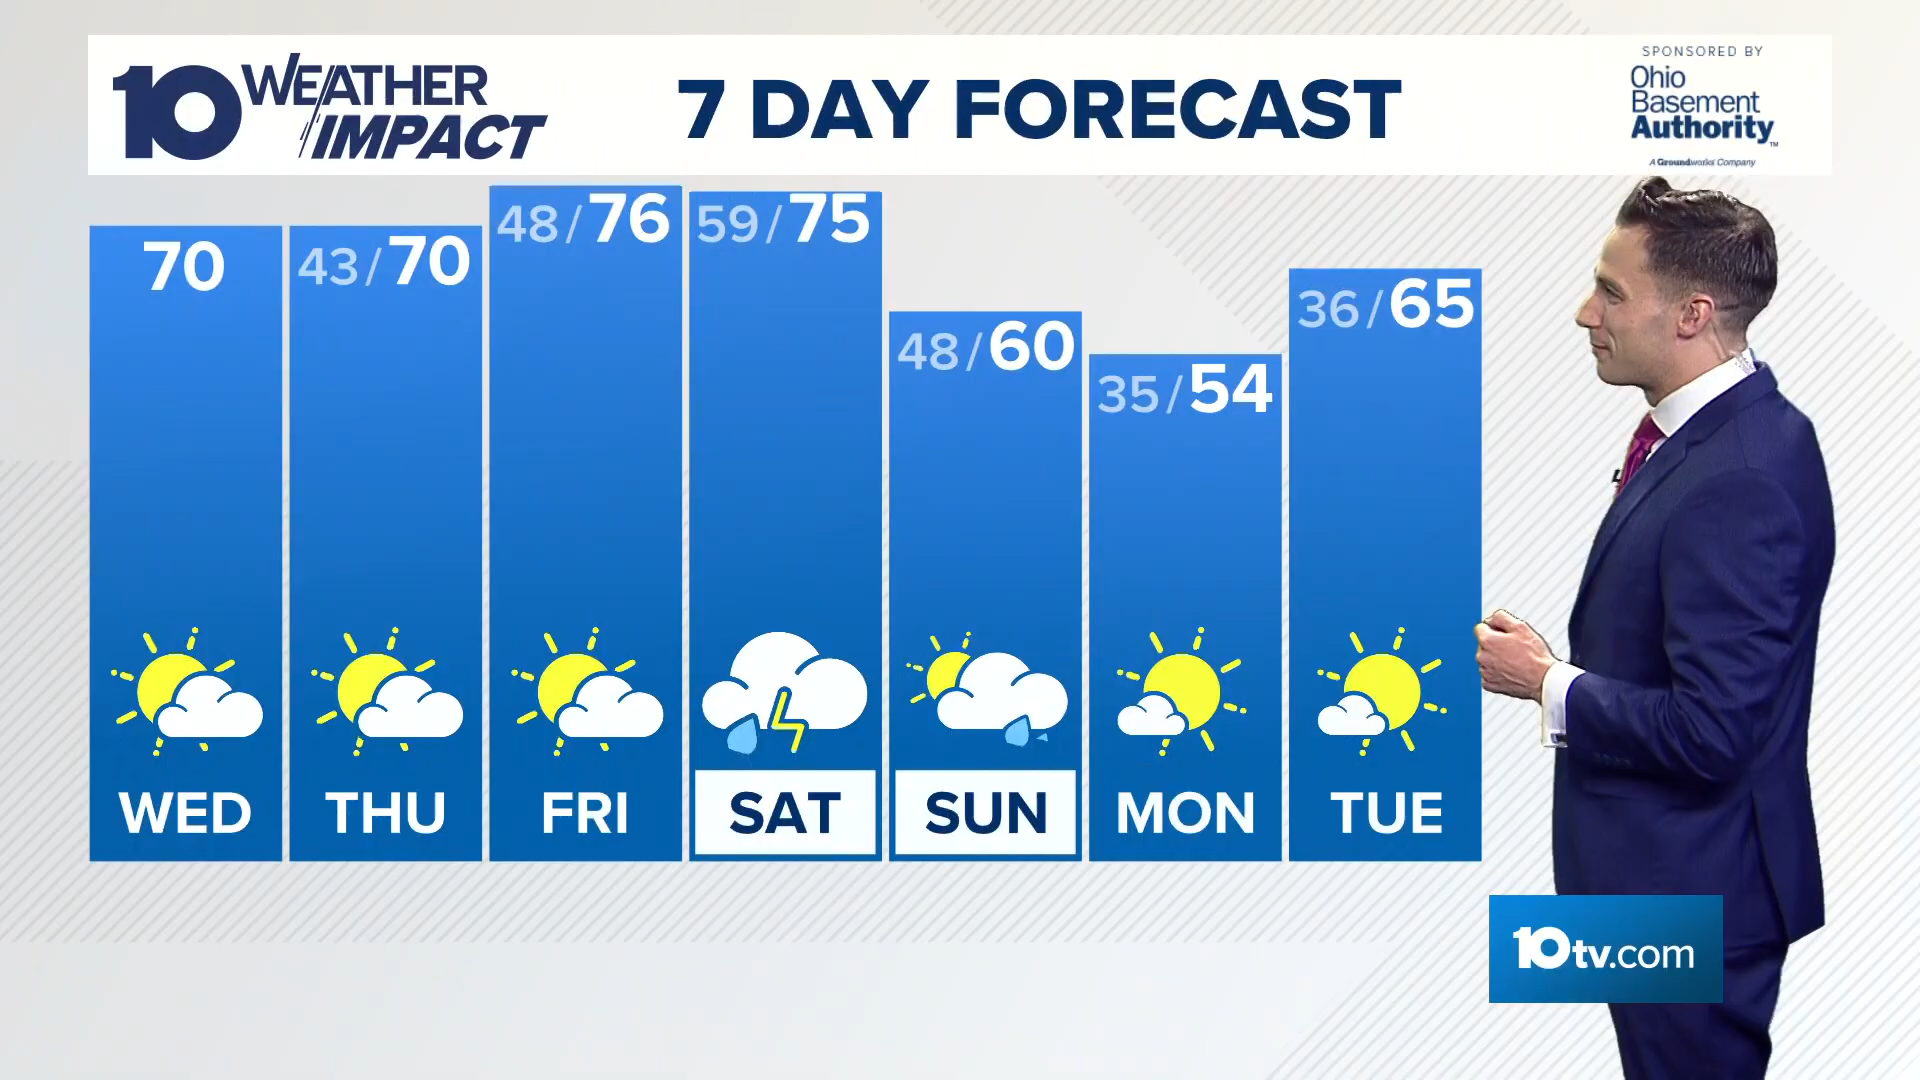 10 WEATHER
IMPACT
7 DAY FORECAST
SPONSORED BY
Ohio
Basement
Authority™
A Groundworks Company
70
43/70
48/76
59/75
48/60
35/54
36/65
WED
THU
FRI
SAT
SUN
MON
TUE
10tv.com